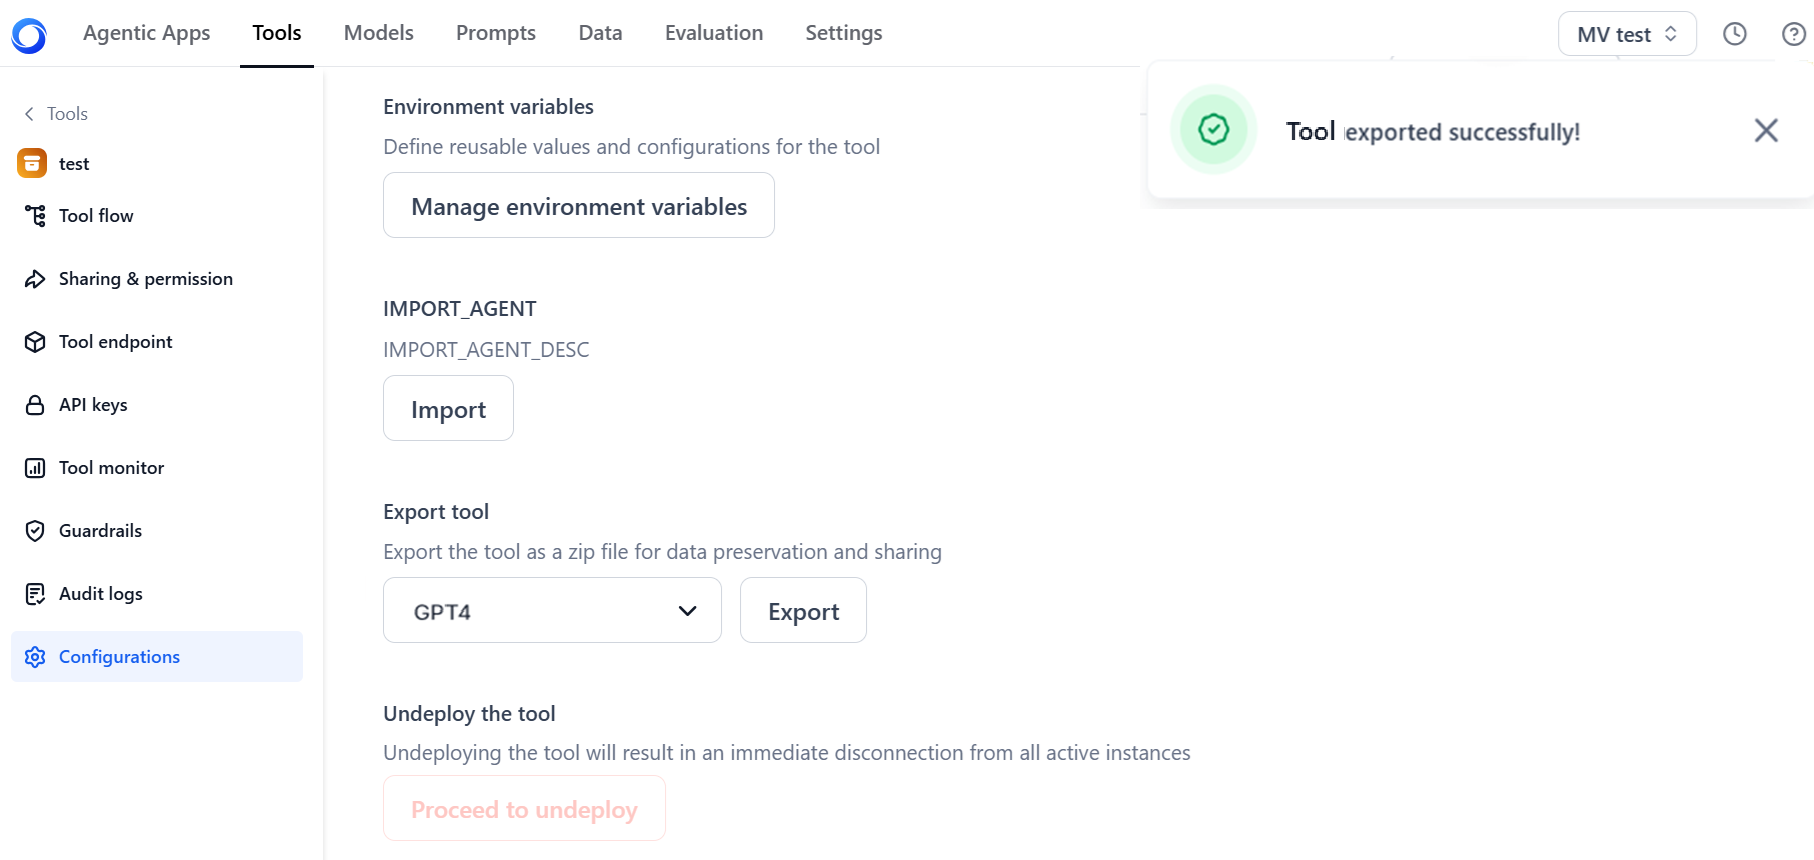 Agentic Apps Tools Models Prompts Data Evaluation Settings MV test
Tool exported successfully!
Tools
test
Tool flow
Sharing & permission
Tool endpoint
API keys
Tool monitor
Guardrails
Audit logs
Configurations
Environment variables
Define reusable values and configurations for the tool
Manage environment variables
IMPORT_AGENT
IMPORT_AGENT_DESC
Import
Export tool
Export the tool as a zip file for data preservation and sharing
GPT4 Export
Undeploy the tool
Undeploying the tool will result in an immediate disconnection from all active instances
Proceed to undeploy